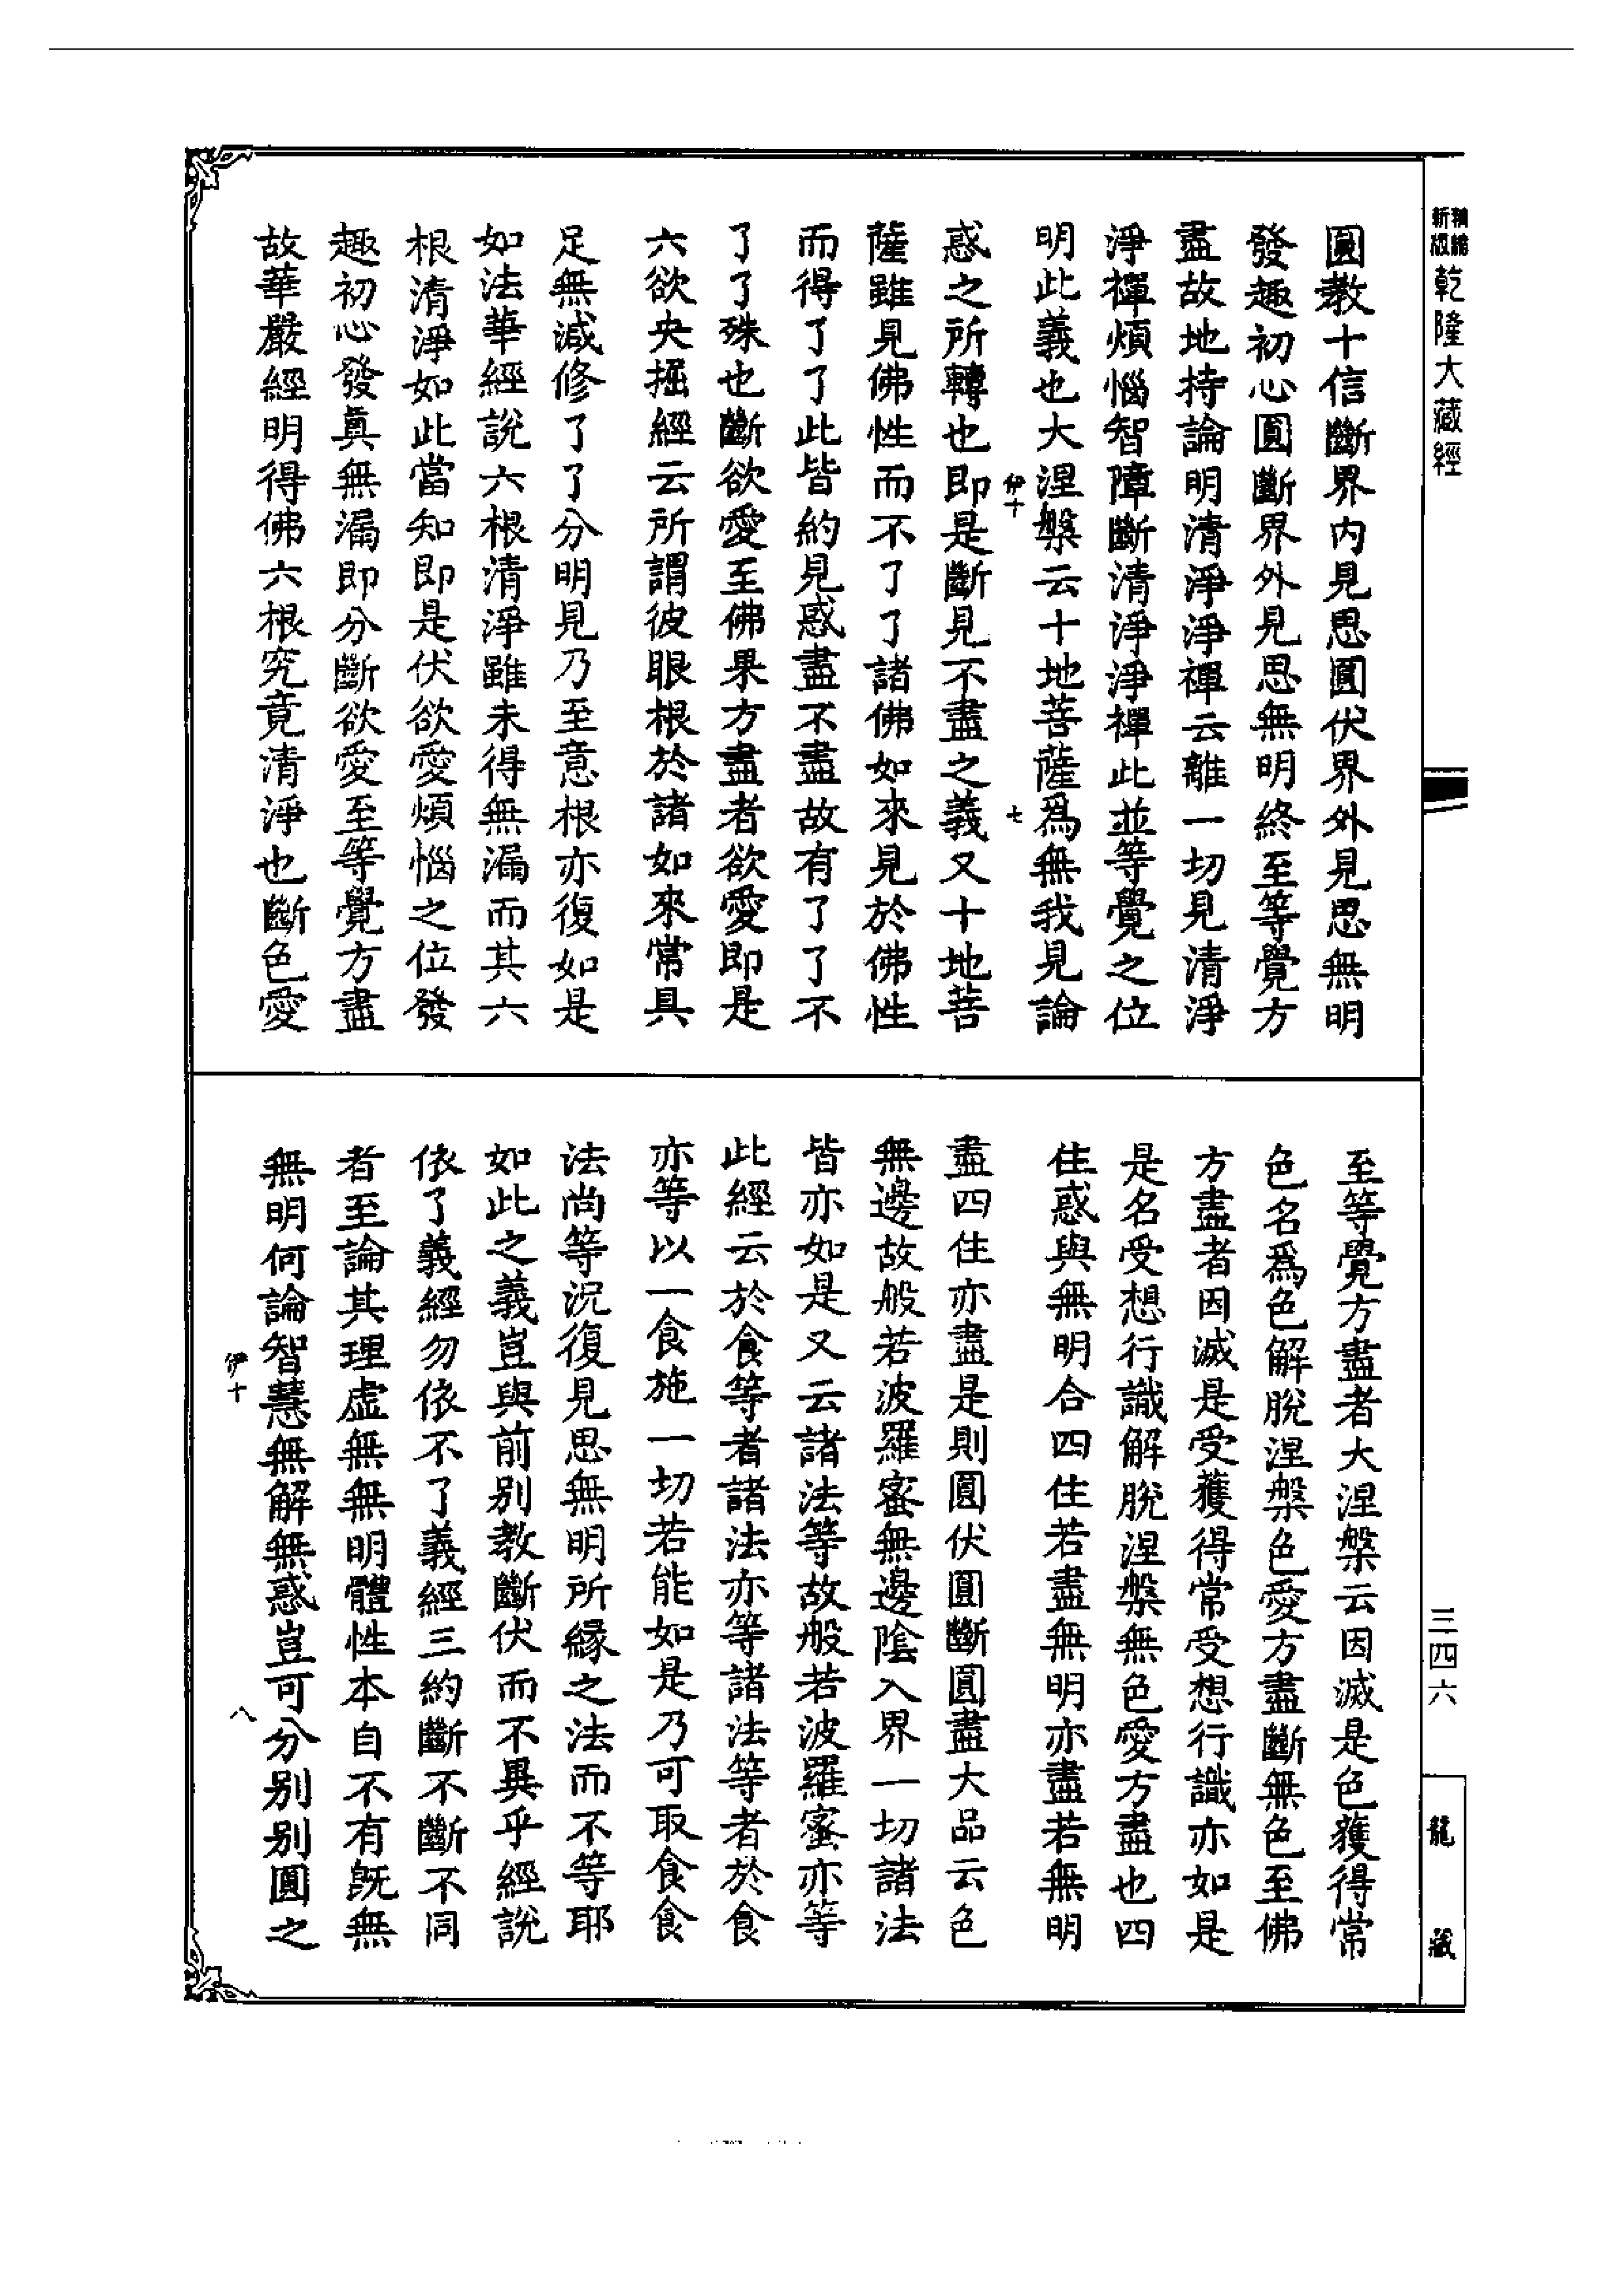 新編縮版乾隆大藏經
圓教十信斷界內見思圓伏界外見思無明
發趣初心圓斷界外見思無明終至等覺方
盡故地持論明清淨淨禪云離一切見清淨
淨禪煩惱智障斷清淨淨禪此並等覺之位
明此義也大涅槃云十地菩薩爲無我見論
伊十 七
惑之所轉也即是斷見不盡之義又十地菩
薩雖見佛性而不了了諸佛如來見於佛性
而得了了此皆約見惑盡不盡故有了了不
了了殊也斷欲愛至佛果方盡者欲愛即是
六欲央掘經云所謂彼眼根於諸如來常具
足無減修了了分明見乃至意根亦復如是
如法華經說六根清淨雖未得無漏而其六
根清淨如此當知即是伏欲愛煩惱之位發
趣初心發真無漏即分斷欲愛至等覺方盡
故華嚴經明得佛六根究竟清淨也斷色愛
至等覺方盡者大涅槃云因滅是色獲得常
色名爲色解脫涅槃色愛方盡斷無色至佛
方盡者因滅是受獲得常受想行識亦如是
是名受想行識解脫涅槃無色愛方盡也四
住惑與無明合四住若盡無明亦盡若無明
盡四住亦盡是則圓伏圓斷圓盡大品云色
無邊故般若波羅蜜無邊陰入界一切諸法
皆亦如是又云諸法等故般若波羅蜜亦等
此經云於食等者諸法亦等諸法等者於食
亦等以一食施一切若能如是乃可取食食
法尚等況復見思無明所緣之法而不等耶
如此之義豈與前別教斷伏而不異乎經說
依了義經勿依不了義經三約斷不斷不同
者至論其理虛無無明體性本自不有既無
無明何論智慧無解無惑豈可分別別圓之
伊十 八
三四六
龍藏